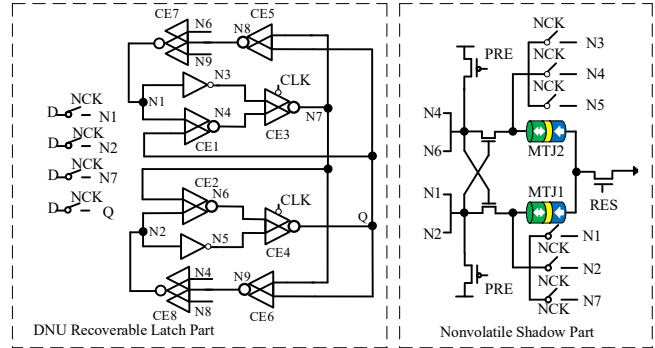 CE7
N6
N8
CE5
N9
N3
CLK
NCK
D
N1
N1
N4
CE3
N7
NCK
D
N2
CE1
NCK
D
N7
CE2
N6
CLK
NCK
D
Q
Q
N2
N5
CE4
N4
N9
CE8
N8
CE6
DNU Recoverable Latch Part
NCK
N3
PRE
NCK
N4
NCK
N5
N4
N6
MTJ2
N1
MTJ1
RES
N2
N1
NCK
NCK
N2
PRE
NCK
N7
Nonvolatile Shadow Part